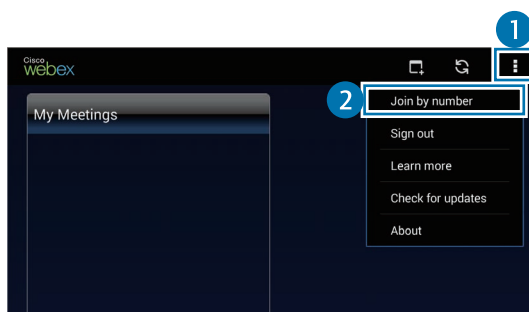 1
Cisco
webex
2
Join by number
My Meetings
Sign out
Learn more
Check for updates
About